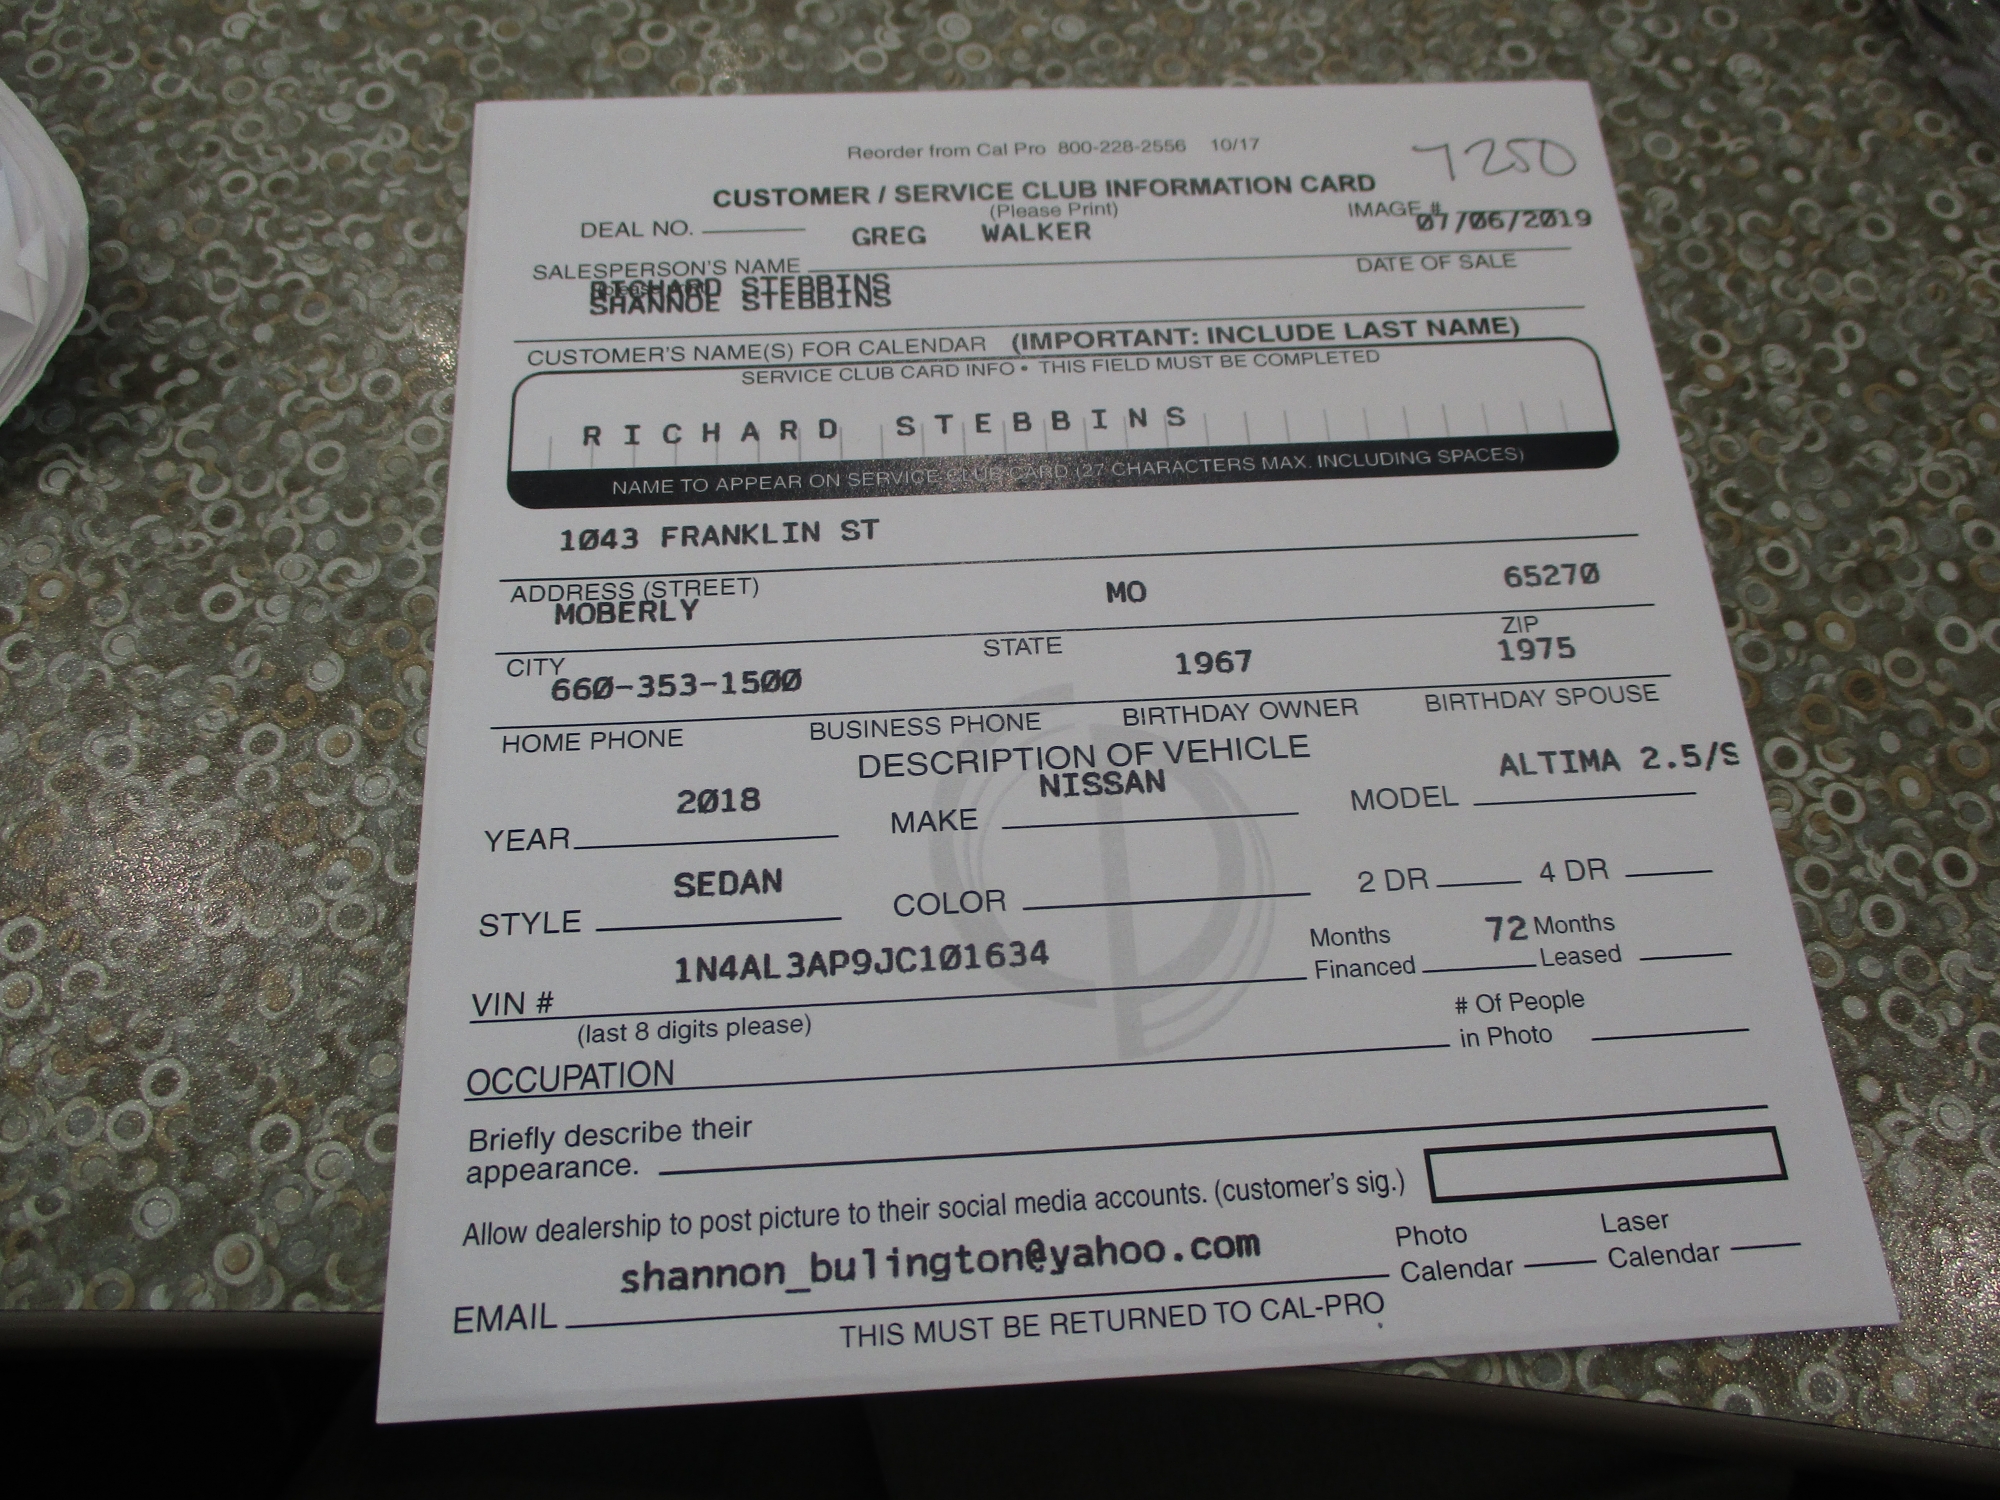 Reorder from Cal Pro 800-228-2556 10/17
7250
CUSTOMER / SERVICE CLUB INFORMATION CARD
(Please Print)
IMAGE #
DEAL NO.
GREG WALKER
07/06/2019
SALESPERSON'S NAME
DATE OF SALE
RICHARD STEBBINS
SHANNOE STEBBINS
CUSTOMER'S NAME(S) FOR CALENDAR (IMPORTANT: INCLUDE LAST NAME)
SERVICE CLUB CARD INFO • THIS FIELD MUST BE COMPLETED
RICHARD STEBBINS
NAME TO APPEAR ON SERVICE CLUB CARD (27 CHARACTERS MAX. INCLUDING SPACES)
1043 FRANKLIN ST
ADDRESS (STREET)
MOBERLY MO 65270
CITY STATE ZIP
660-353-1500 1967 1975
HOME PHONE BUSINESS PHONE BIRTHDAY OWNER BIRTHDAY SPOUSE
DESCRIPTION OF VEHICLE
2018 NISSAN ALTIMA 2.5/S
YEAR MAKE MODEL
SEDAN
STYLE COLOR 2 DR 4 DR
1N4AL3AP9JC101634
Months 72 Months
VIN # Financed Leased
(last 8 digits please)
# Of People
in Photo
OCCUPATION
Briefly describe their
appearance.
Allow dealership to post picture to their social media accounts. (customer's sig.)
shannon_bulington@yahoo.com
Photo Laser
EMAIL Calendar Calendar
THIS MUST BE RETURNED TO CAL-PRO